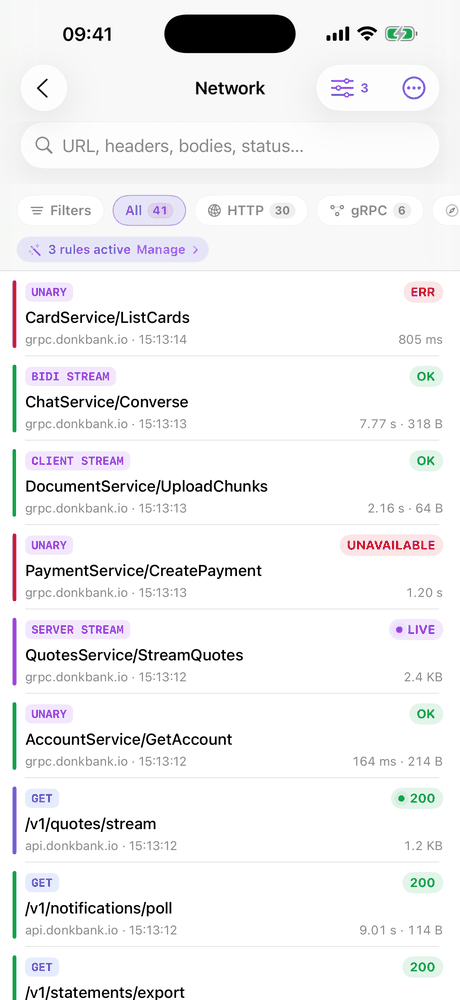 09:41
Network
3
URL, headers, bodies, status...
Filters
All 41
HTTP 30
gRPC 6
3 rules active Manage
UNARY
ERR
CardService/ListCards
grpc.donkbank.io · 15:13:14
805 ms
BIDI STREAM
OK
ChatService/Converse
grpc.donkbank.io · 15:13:13
7.77 s · 318 B
CLIENT STREAM
OK
DocumentService/UploadChunks
grpc.donkbank.io · 15:13:13
2.16 s · 64 B
UNARY
UNAVAILABLE
PaymentService/CreatePayment
grpc.donkbank.io · 15:13:13
1.20 s
SERVER STREAM
LIVE
QuotesService/StreamQuotes
grpc.donkbank.io · 15:13:12
2.4 KB
UNARY
OK
AccountService/GetAccount
grpc.donkbank.io · 15:13:12
164 ms · 214 B
GET
200
/v1/quotes/stream
api.donkbank.io · 15:13:12
1.2 KB
GET
200
/v1/notifications/poll
api.donkbank.io · 15:13:12
9.01 s · 114 B
GET
200
/v1/statements/export